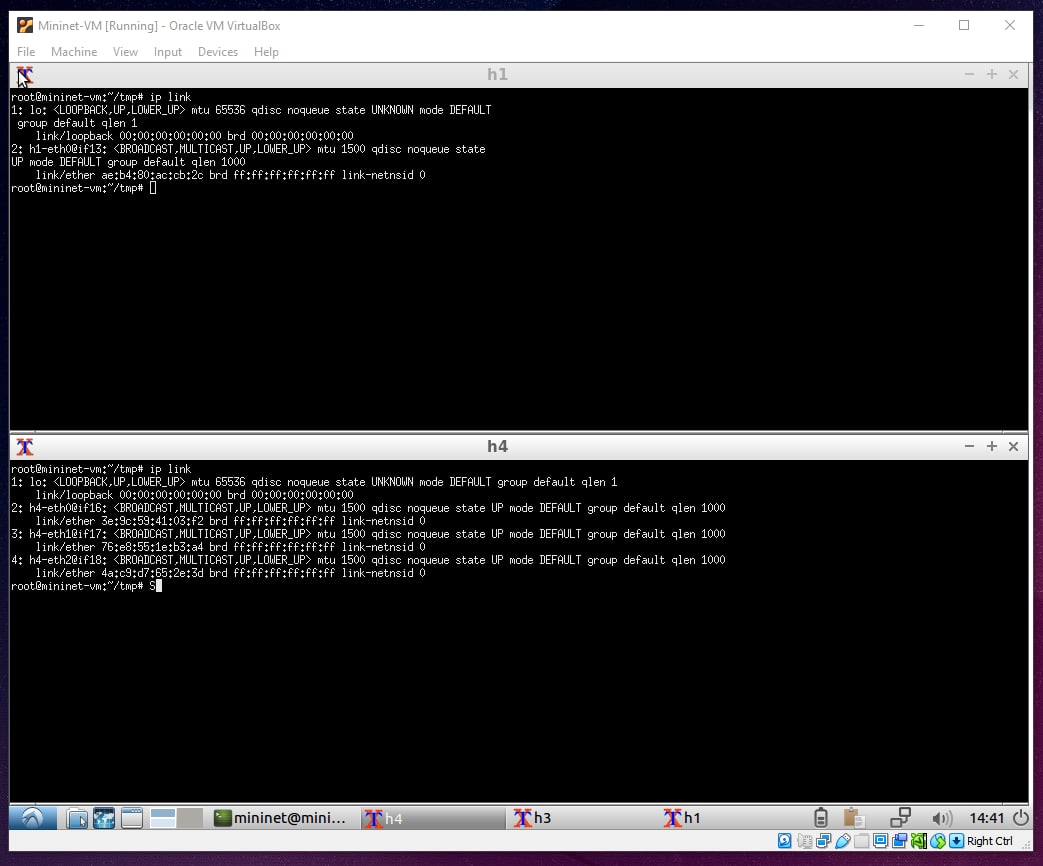 Mininet-VM [Running] - Oracle VM VirtualBox
File Machine View Input Devices Help
h1
root@mininet-vm:~/tmp# ip link
1: lo: <LOOPBACK,UP,LOWER_UP> mtu 65536 qdisc noqueue state UNKNOWN mode DEFAULT
group default qlen 1
link/loopback 00:00:00:00:00:00 brd 00:00:00:00:00:00
2: h1-eth0@if13: <BROADCAST,MULTICAST,UP,LOWER_UP> mtu 1500 qdisc noqueue state
UP mode DEFAULT group default qlen 1000
link/ether ae:b4:80:ac:cb:2c brd ff:ff:ff:ff:ff:ff link-netnsid 0
root@mininet-vm:~/tmp#
h4
root@mininet-vm:~/tmp# ip link
1: lo: <LOOPBACK,UP,LOWER_UP> mtu 65536 qdisc noqueue state UNKNOWN mode DEFAULT group default qlen 1
link/loopback 00:00:00:00:00:00 brd 00:00:00:00:00:00
2: h4-eth0@if16: <BROADCAST,MULTICAST,UP,LOWER_UP> mtu 1500 qdisc noqueue state UP mode DEFAULT group default qlen 1000
link/ether 3e:9c:59:41:03:f2 brd ff:ff:ff:ff:ff:ff link-netnsid 0
3: h4-eth1@if17: <BROADCAST,MULTICAST,UP,LOWER_UP> mtu 1500 qdisc noqueue state UP mode DEFAULT group default qlen 1000
link/ether 76:e8:55:1e:b3:a4 brd ff:ff:ff:ff:ff:ff link-netnsid 0
4: h4-eth2@if18: <BROADCAST,MULTICAST,UP,LOWER_UP> mtu 1500 qdisc noqueue state UP mode DEFAULT group default qlen 1000
link/ether 4a:c9:d7:65:2e:3d brd ff:ff:ff:ff:ff:ff link-netnsid 0
root@mininet-vm:~/tmp# S
mininet@mini... h4 h3 h1 14:41
Right Ctrl